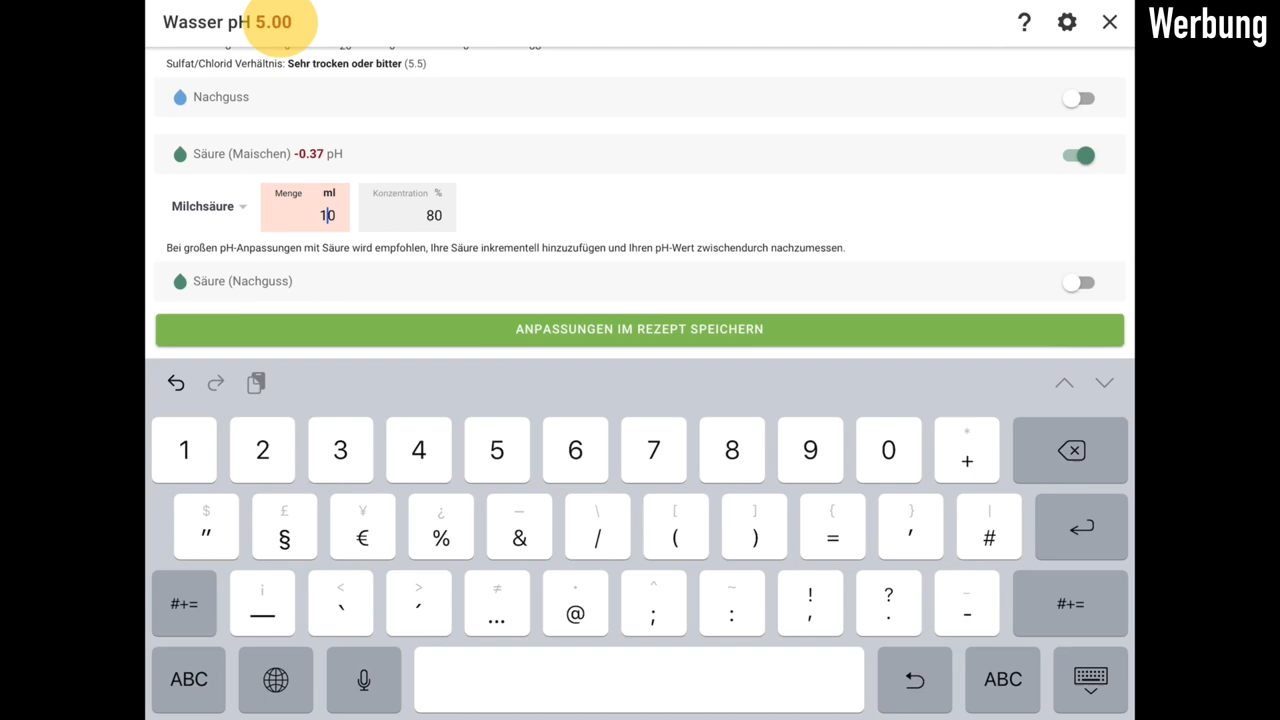 Wasser pH 5.00
?
Werbung
Sulfat/Chlorid Verhältnis: Sehr trocken oder bitter (5.5)
Nachguss
Säure (Maischen) -0.37 pH
Milchsäure
Menge ml
10
Konzentration %
80
Bei großen pH-Anpassungen mit Säure wird empfohlen, Ihre Säure inkrementell hinzuzufügen und Ihren pH-Wert zwischendurch nachzumessen.
Säure (Nachguss)
ANPASSUNGEN IM REZEPT SPEICHERN
1 2 3 4 5 6 7 8 9 0 * +
$ " £ § ¥ € ¿ % – & \ / [ ( ] ) { = } ' | #
#+= ¡ — < ` > ´ ≠ ... · @ ^ ; ~ : ! , ? . – - #+=
ABC ABC